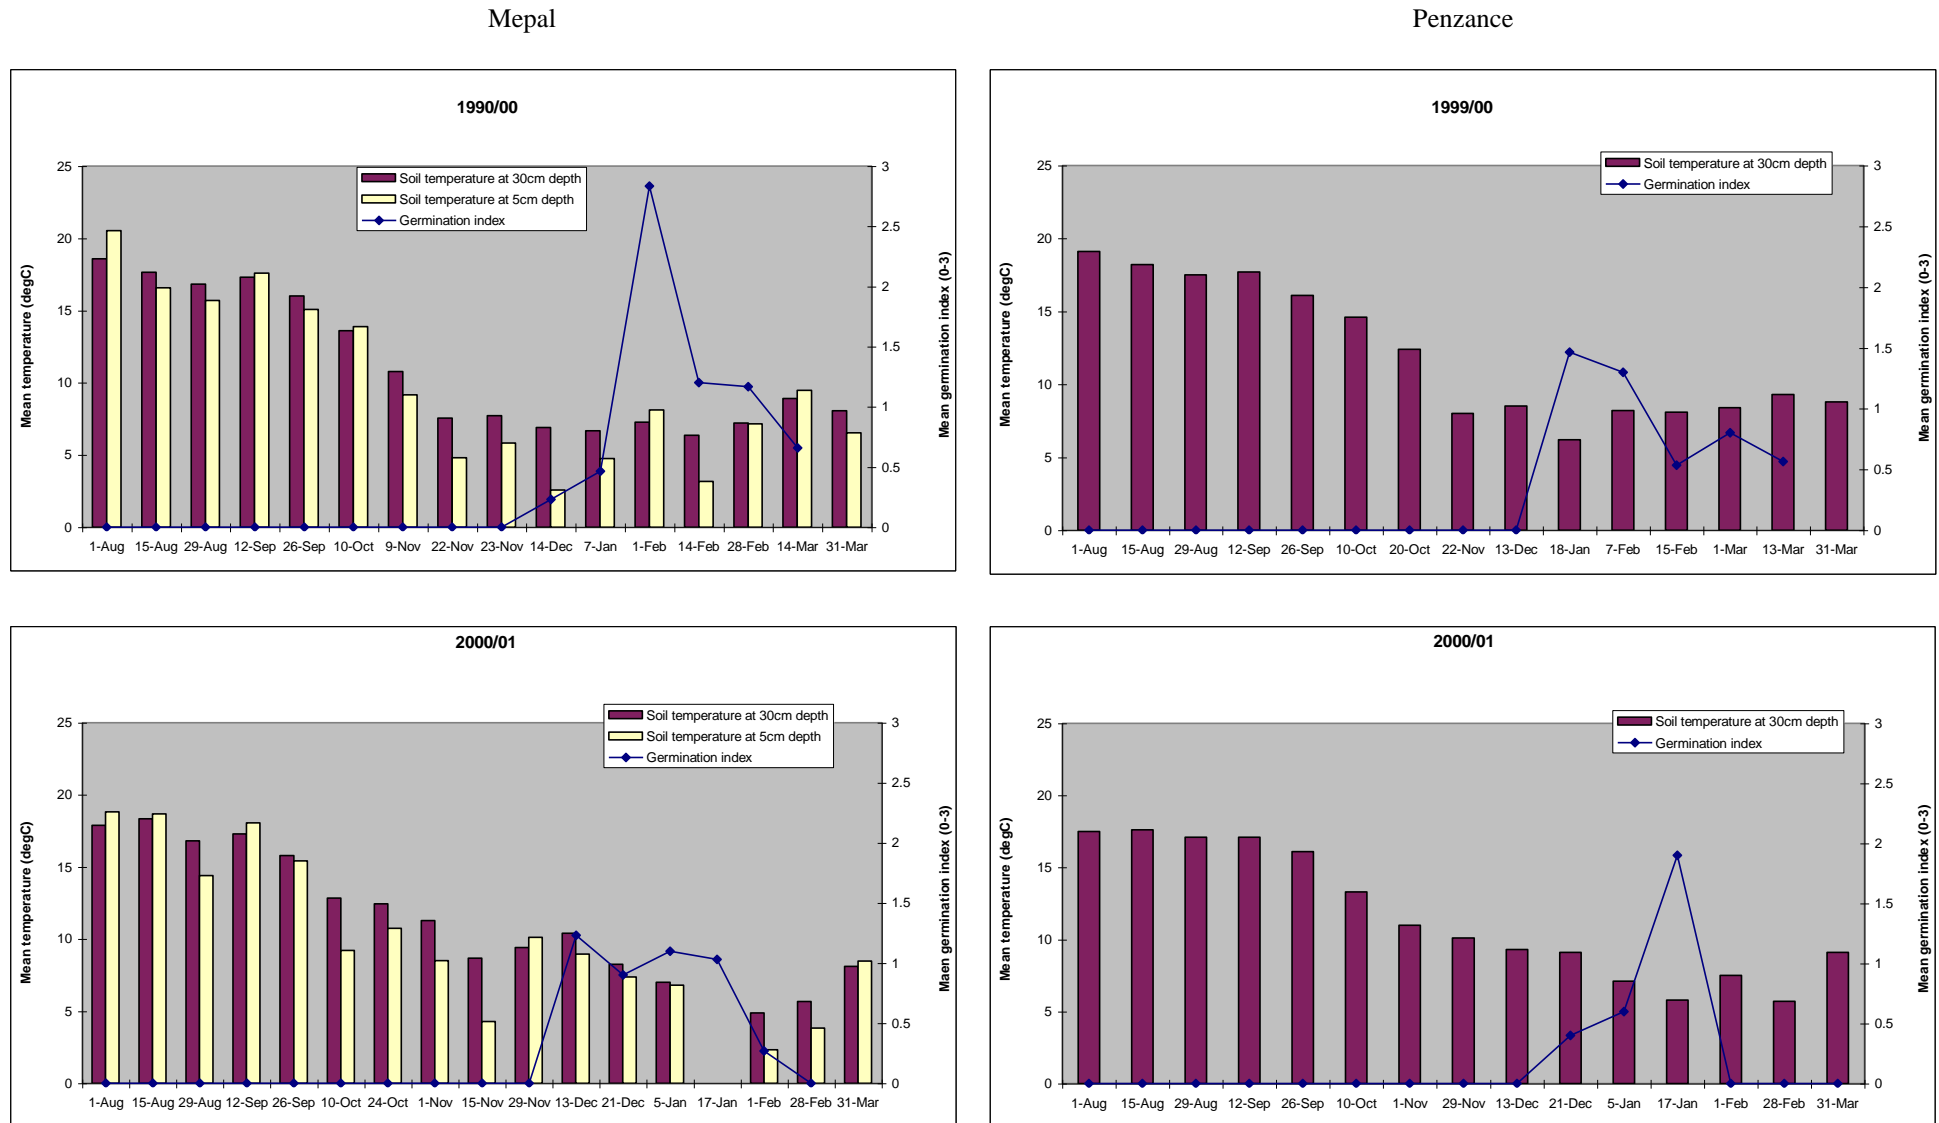 Mepal
Penzance
1990/00
Soil temperature at 30cm depth
Soil temperature at 5cm depth
Germination index
Mean temperature (degC)
Mean germination index (0-3)
25
20
15
10
5
0
3
2.5
2
1.5
1
0.5
0
1-Aug 15-Aug 29-Aug 12-Sep 26-Sep 10-Oct 9-Nov 22-Nov 23-Nov 14-Dec 7-Jan 1-Feb 14-Feb 28-Feb 14-Mar 31-Mar
1999/00
Soil temperature at 30cm depth
Germination index
Mean temperature (degC)
Mean germination index (0-3)
25
20
15
10
5
0
3
2.5
2
1.5
1
0.5
0
1-Aug 15-Aug 29-Aug 12-Sep 26-Sep 10-Oct 20-Oct 22-Nov 13-Dec 18-Jan 7-Feb 15-Feb 1-Mar 13-Mar 31-Mar
2000/01
Soil temperature at 30cm depth
Soil temperature at 5cm depth
Germination index
Mean temperature (degC)
Maen germination index (0-3)
25
20
15
10
5
0
3
2.5
2
1.5
1
0.5
0
1-Aug 15-Aug 29-Aug 12-Sep 26-Sep 10-Oct 24-Oct 1-Nov 15-Nov 29-Nov 13-Dec 21-Dec 5-Jan 17-Jan 1-Feb 28-Feb 31-Mar
2000/01
Soil temperature at 30cm depth
Germination index
Mean temperature (degC)
Mean germination index (0-3)
25
20
15
10
5
0
3
2.5
2
1.5
1
0.5
0
1-Aug 15-Aug 29-Aug 12-Sep 26-Sep 10-Oct 1-Nov 29-Nov 13-Dec 21-Dec 5-Jan 17-Jan 1-Feb 28-Feb 31-Mar